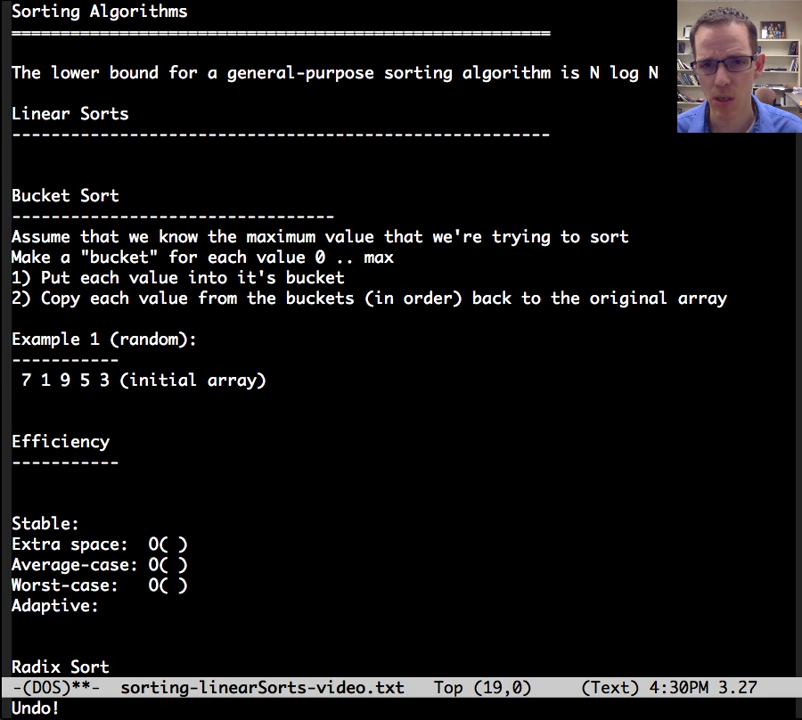 Sorting Algorithms
=======================================================
The lower bound for a general-purpose sorting algorithm is N log N
Linear Sorts
-------------------------------------------------------
Bucket Sort
---------------------------------
Assume that we know the maximum value that we're trying to sort
Make a "bucket" for each value 0 .. max
1) Put each value into it's bucket
2) Copy each value from the buckets (in order) back to the original array
Example 1 (random):
-----------
7 1 9 5 3 (initial array)
Efficiency
-----------
Stable:
Extra space:  O( )
Average-case: O( )
Worst-case:   O( )
Adaptive:
Radix Sort
-(DOS)**-  sorting-linearSorts-video.txt   Top (19,0)     (Text) 4:30PM 3.27
Undo!